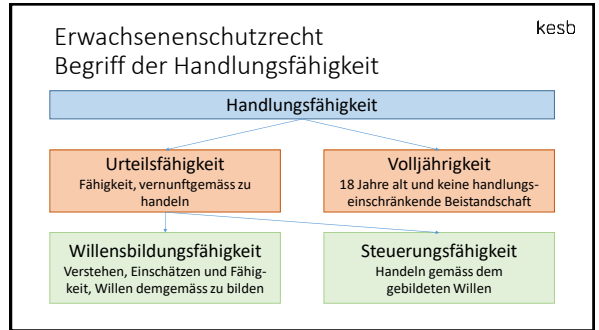 Erwachsenenschutzrecht
Begriff der Handlungsfähigkeit
kesb
Handlungsfähigkeit
Urteilsfähigkeit
Fähigkeit, vernunftgemäss zu
handeln
Volljährigkeit
18 Jahre alt und keine handlungs-
einschränkende Beistandschaft
Willensbildungsfähigkeit
Verstehen, Einschätzen und Fähig-
keit, Willen demgemäss zu bilden
Steuerungsfähigkeit
Handeln gemäss dem
gebildeten Willen